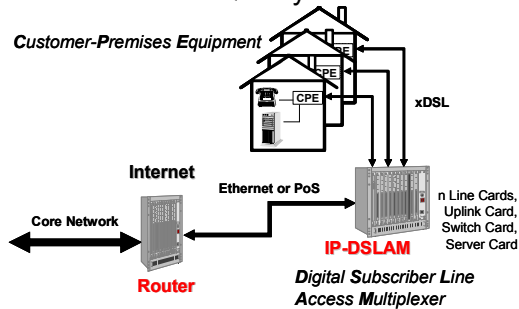 Customer-Premises Equipment
CPE
CPE
CPE
xDSL
Internet
Ethernet or PoS
n Line Cards,
Uplink Card,
Switch Card,
Server Card
Core Network
IP-DSLAM
Router
Digital Subscriber Line
Access Multiplexer